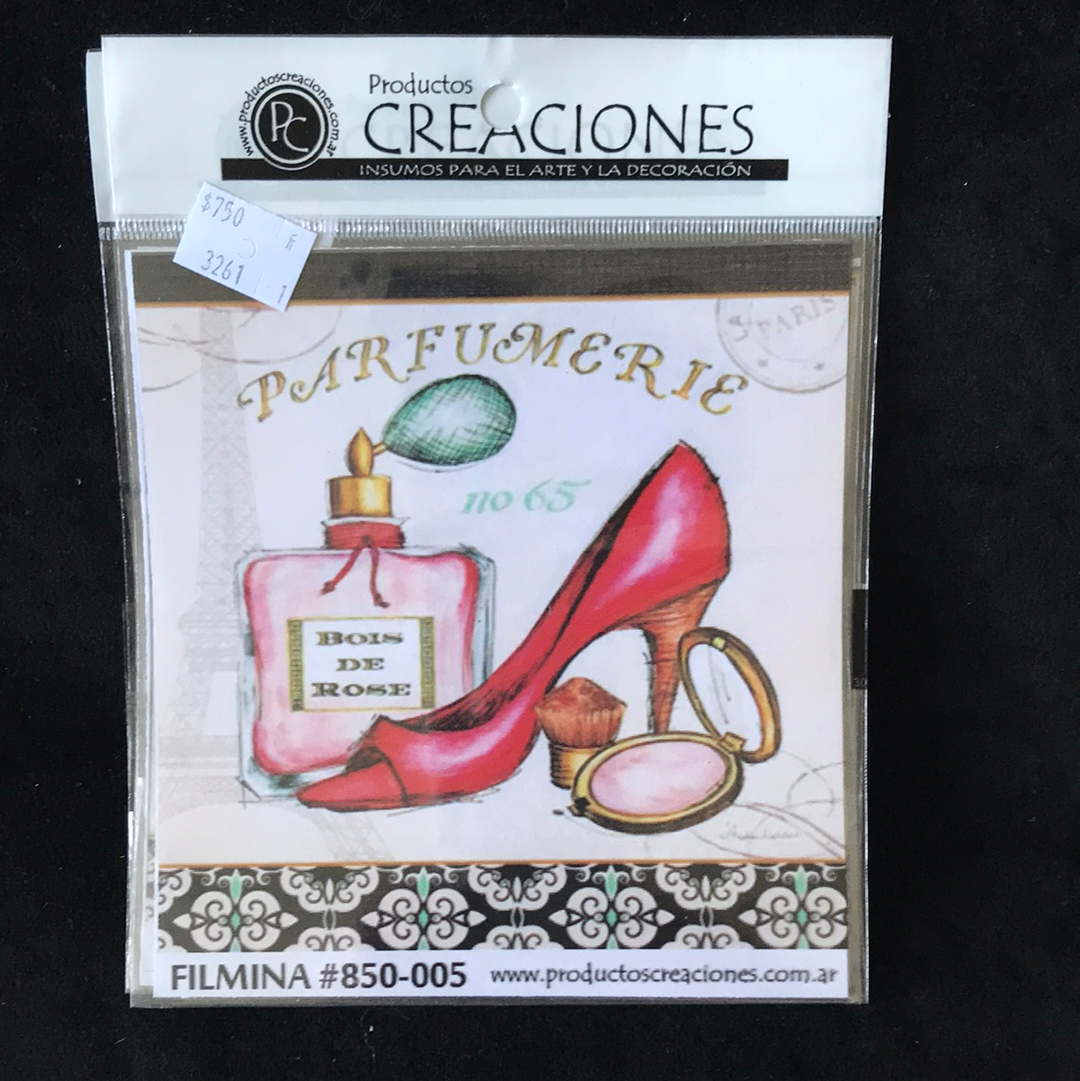 www.productoscreaciones.com.ar
PC
Productos
CREACIONES
INSUMOS PARA EL ARTE Y LA DECORACIÓN
$750
3261
1
PARIS
PARFUMERIE
no 65
BOIS
DE
ROSE
30
FILMINA #850-005 www.productoscreaciones.com.ar